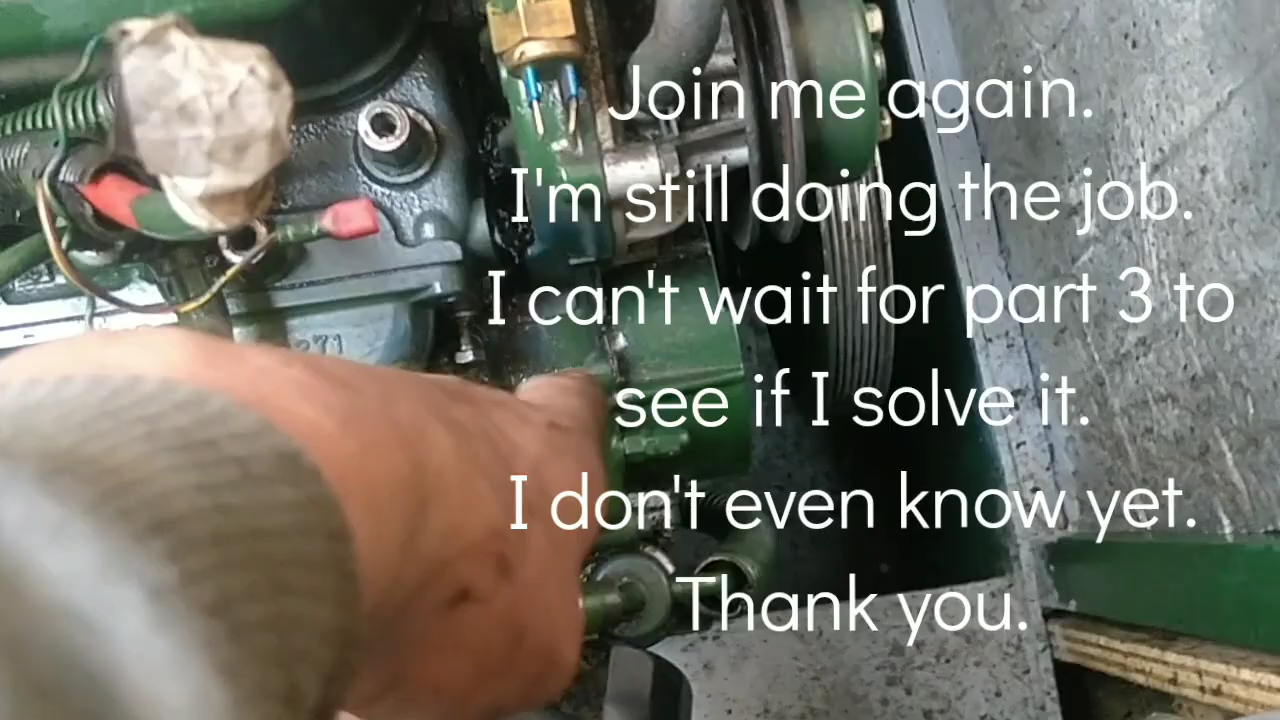 Join me again.
I'm still doing the job.
I can't wait for part 3 to
see if I solve it.
I don't even know yet.
Thank you.